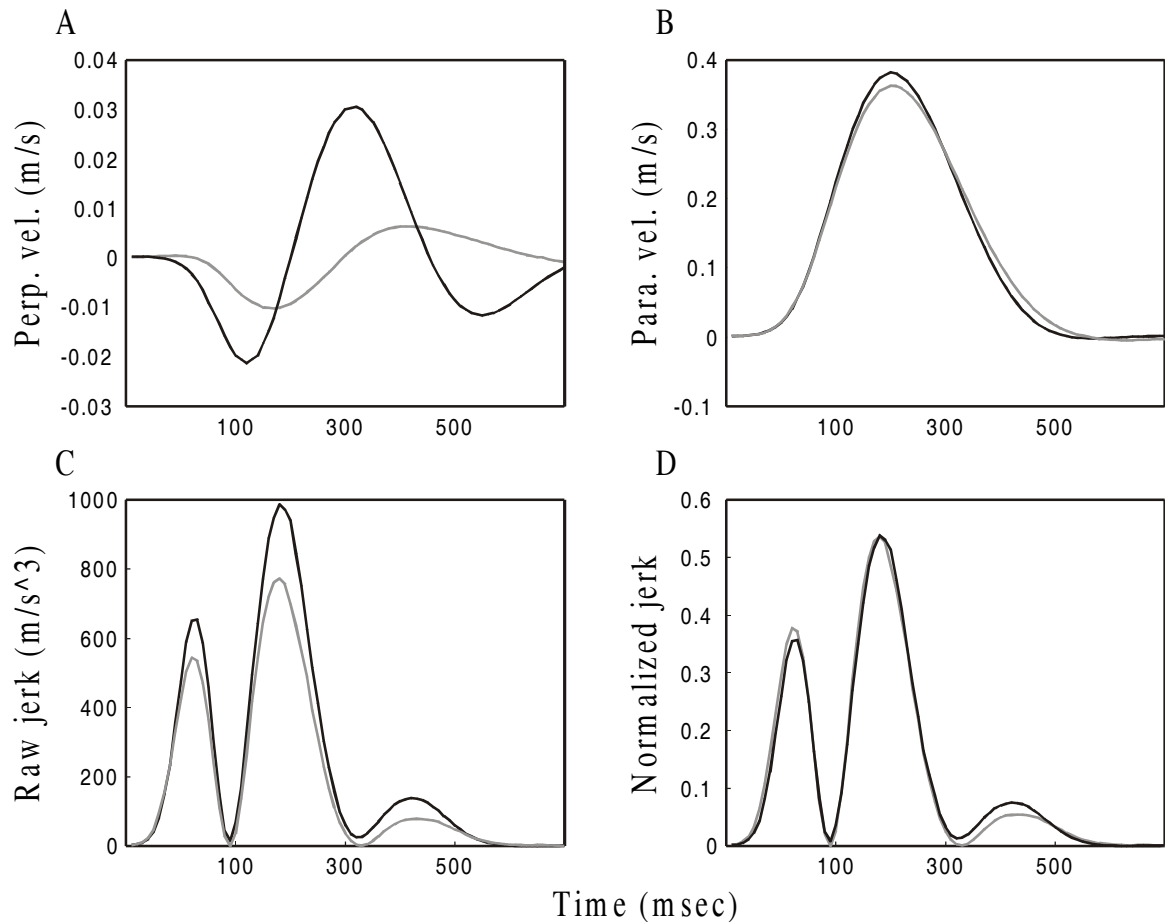 A
0.04
0.03
0.02
0.01
0
-0.01
-0.02
-0.03
Perp. vel. (m/s)
100 300 500
B
0.4
0.3
0.2
0.1
0
-0.1
Para. vel. (m/s)
100 300 500
C
1000
800
600
400
200
0
Raw jerk (m/s^3)
100 300 500
D
0.6
0.5
0.4
0.3
0.2
0.1
0
Normalized jerk
100 300 500
Time (msec)